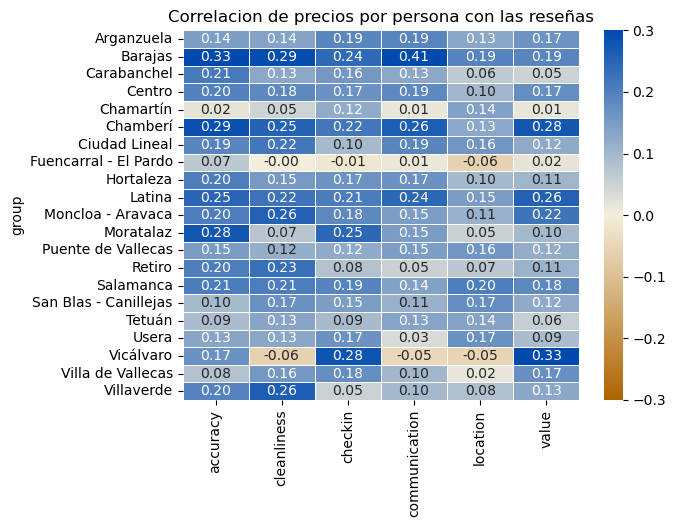 Correlacion de precios por persona con las reseñas
group
Arganzuela 0.14 0.14 0.19 0.19 0.13 0.17
Barajas 0.33 0.29 0.24 0.41 0.19 0.19
Carabanchel 0.21 0.13 0.16 0.13 0.06 0.05
Centro 0.20 0.18 0.17 0.19 0.10 0.17
Chamartín 0.02 0.05 0.12 0.01 0.14 0.01
Chamberí 0.29 0.25 0.22 0.26 0.13 0.28
Ciudad Lineal 0.19 0.22 0.10 0.19 0.16 0.12
Fuencarral - El Pardo 0.07 -0.00 -0.01 0.01 -0.06 0.02
Hortaleza 0.20 0.15 0.17 0.17 0.10 0.11
Latina 0.25 0.22 0.21 0.24 0.15 0.26
Moncloa - Aravaca 0.20 0.26 0.18 0.15 0.11 0.22
Moratalaz 0.28 0.07 0.25 0.15 0.05 0.10
Puente de Vallecas 0.15 0.12 0.12 0.15 0.16 0.12
Retiro 0.20 0.23 0.08 0.05 0.07 0.11
Salamanca 0.21 0.21 0.19 0.14 0.20 0.18
San Blas - Canillejas 0.10 0.17 0.15 0.11 0.17 0.12
Tetuán 0.09 0.13 0.09 0.13 0.14 0.06
Usera 0.13 0.13 0.17 0.03 0.17 0.09
Vicálvaro 0.17 -0.06 0.28 -0.05 -0.05 0.33
Villa de Vallecas 0.08 0.16 0.18 0.10 0.02 0.17
Villaverde 0.20 0.26 0.05 0.10 0.08 0.13
accuracy
cleanliness
checkin
communication
location
value
0.3
0.2
0.1
0.0
−0.1
−0.2
−0.3